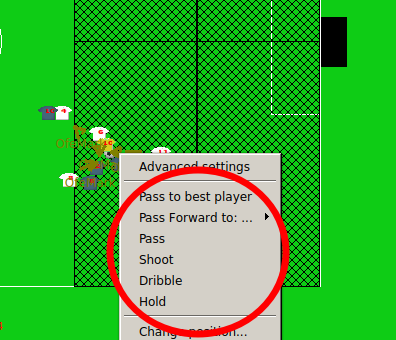 Advanced settings
Pass to best player
Pass Forward to: ...
Pass
Shoot
Dribble
Hold
Change position...